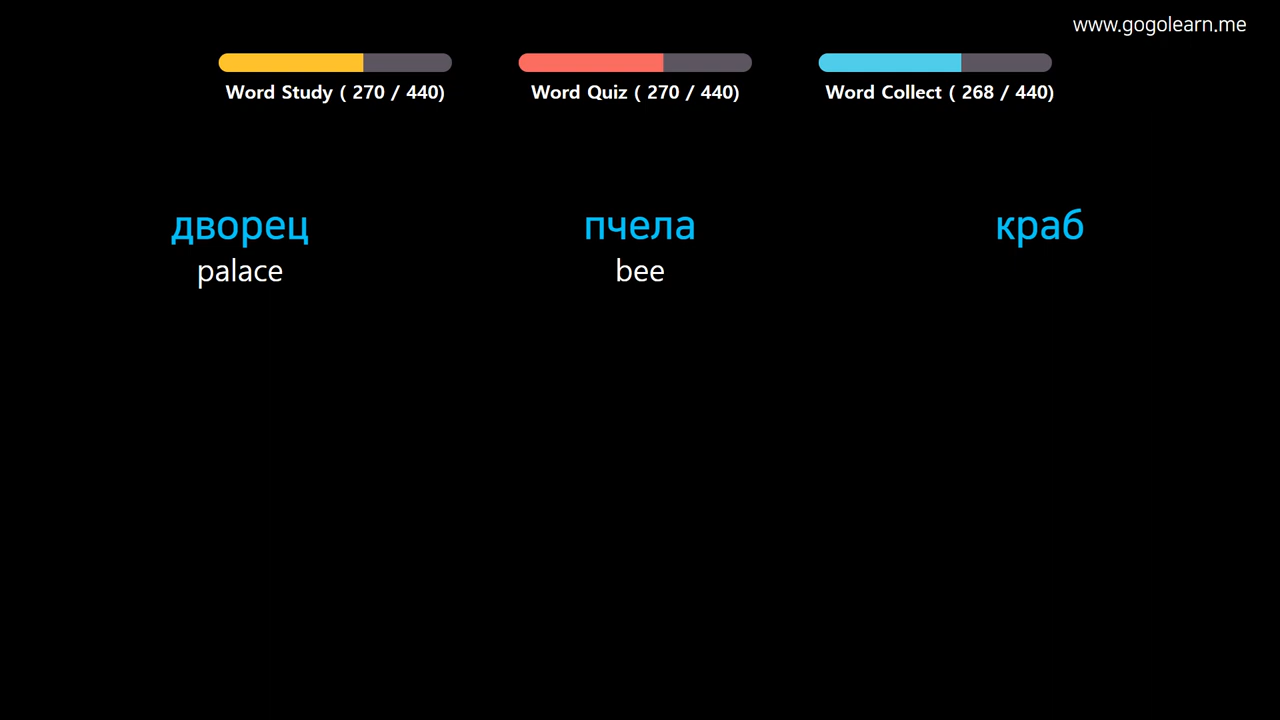 www.gogolearn.me
Word Study ( 270 / 440)
Word Quiz ( 270 / 440)
Word Collect ( 268 / 440)
дворец
пчела
краб
palace
bee